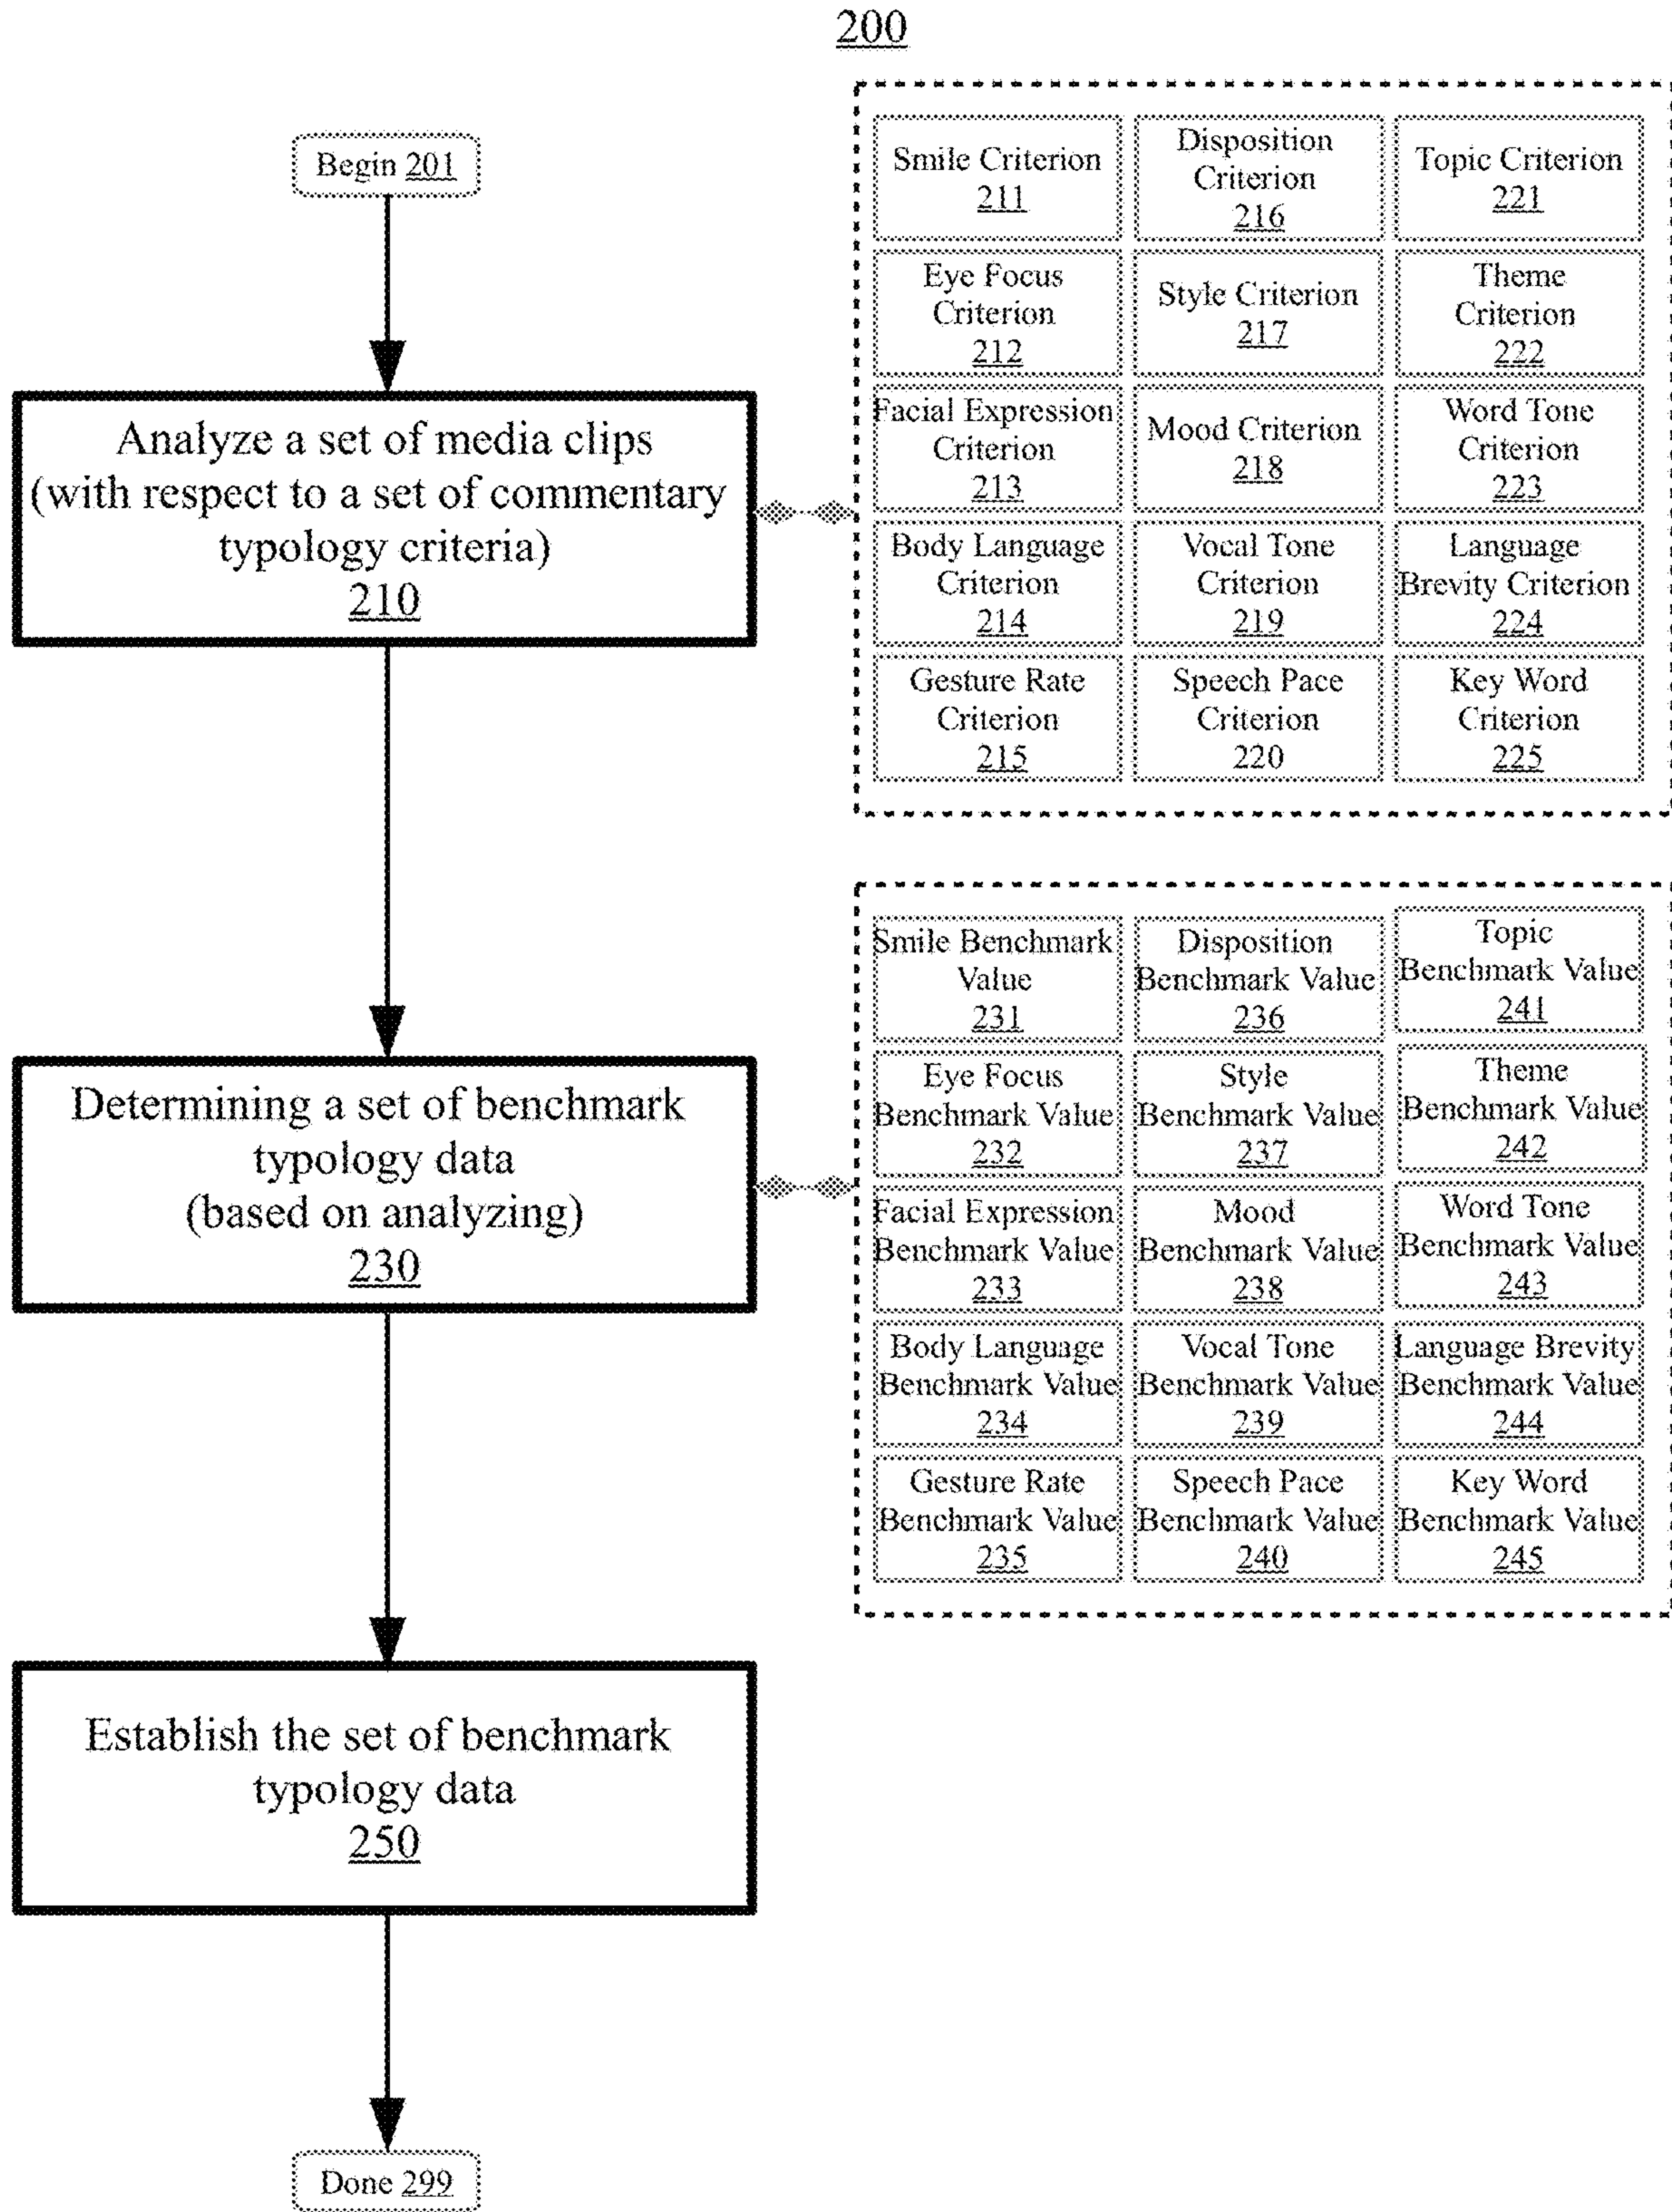 200
Begin 201
Analyze a set of media clips
(with respect to a set of commentary
typology criteria)
210
Smile Criterion
211
Disposition
Criterion
216
Topic Criterion
221
Eye Focus
Criterion
212
Style Criterion
217
Theme
Criterion
222
Facial Expression
Criterion
213
Mood Criterion
218
Word Tone
Criterion
223
Body Language
Criterion
214
Vocal Tone
Criterion
219
Language
Brevity Criterion
224
Gesture Rate
Criterion
215
Speech Pace
Criterion
220
Key Word
Criterion
225
Determining a set of benchmark
typology data
(based on analyzing)
230
Smile Benchmark
Value
231
Disposition
Benchmark Value
236
Topic
Benchmark Value
241
Eye Focus
Benchmark Value
232
Style
Benchmark Value
237
Theme
Benchmark Value
242
Facial Expression
Benchmark Value
233
Mood
Benchmark Value
238
Word Tone
Benchmark Value
243
Body Language
Benchmark Value
234
Vocal Tone
Benchmark Value
239
Language Brevity
Benchmark Value
244
Gesture Rate
Benchmark Value
235
Speech Pace
Benchmark Value
240
Key Word
Benchmark Value
245
Establish the set of benchmark
typology data
250
Done 299